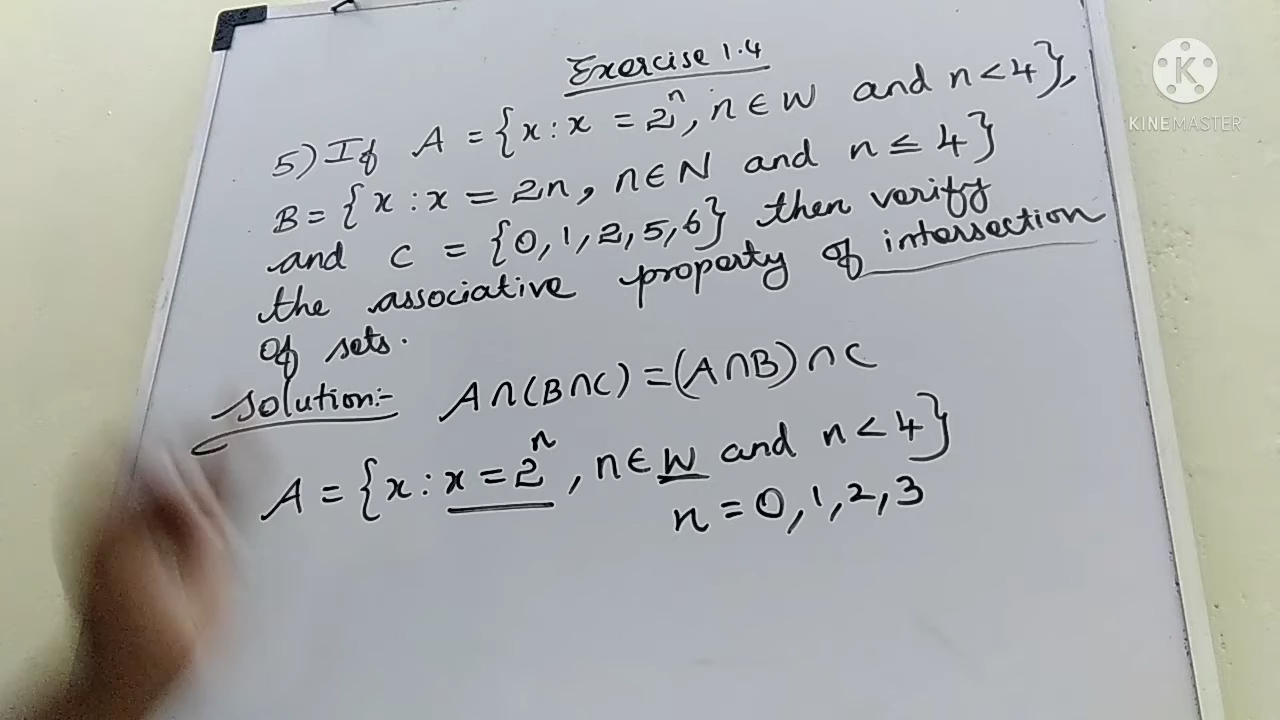 Exercise 1.4
5) If A = {x : x = 2ⁿ, n ∈ W and n < 4},
B = {x : x = 2n, n ∈ N and n ≤ 4}
and C = {0, 1, 2, 5, 6} then verify
the associative property of intersection
of sets.
Solution:- A∩(B∩C) = (A∩B)∩C
A = {x : x = 2ⁿ, n ∈ W and n < 4}
n = 0, 1, 2, 3
K
KINEMASTER